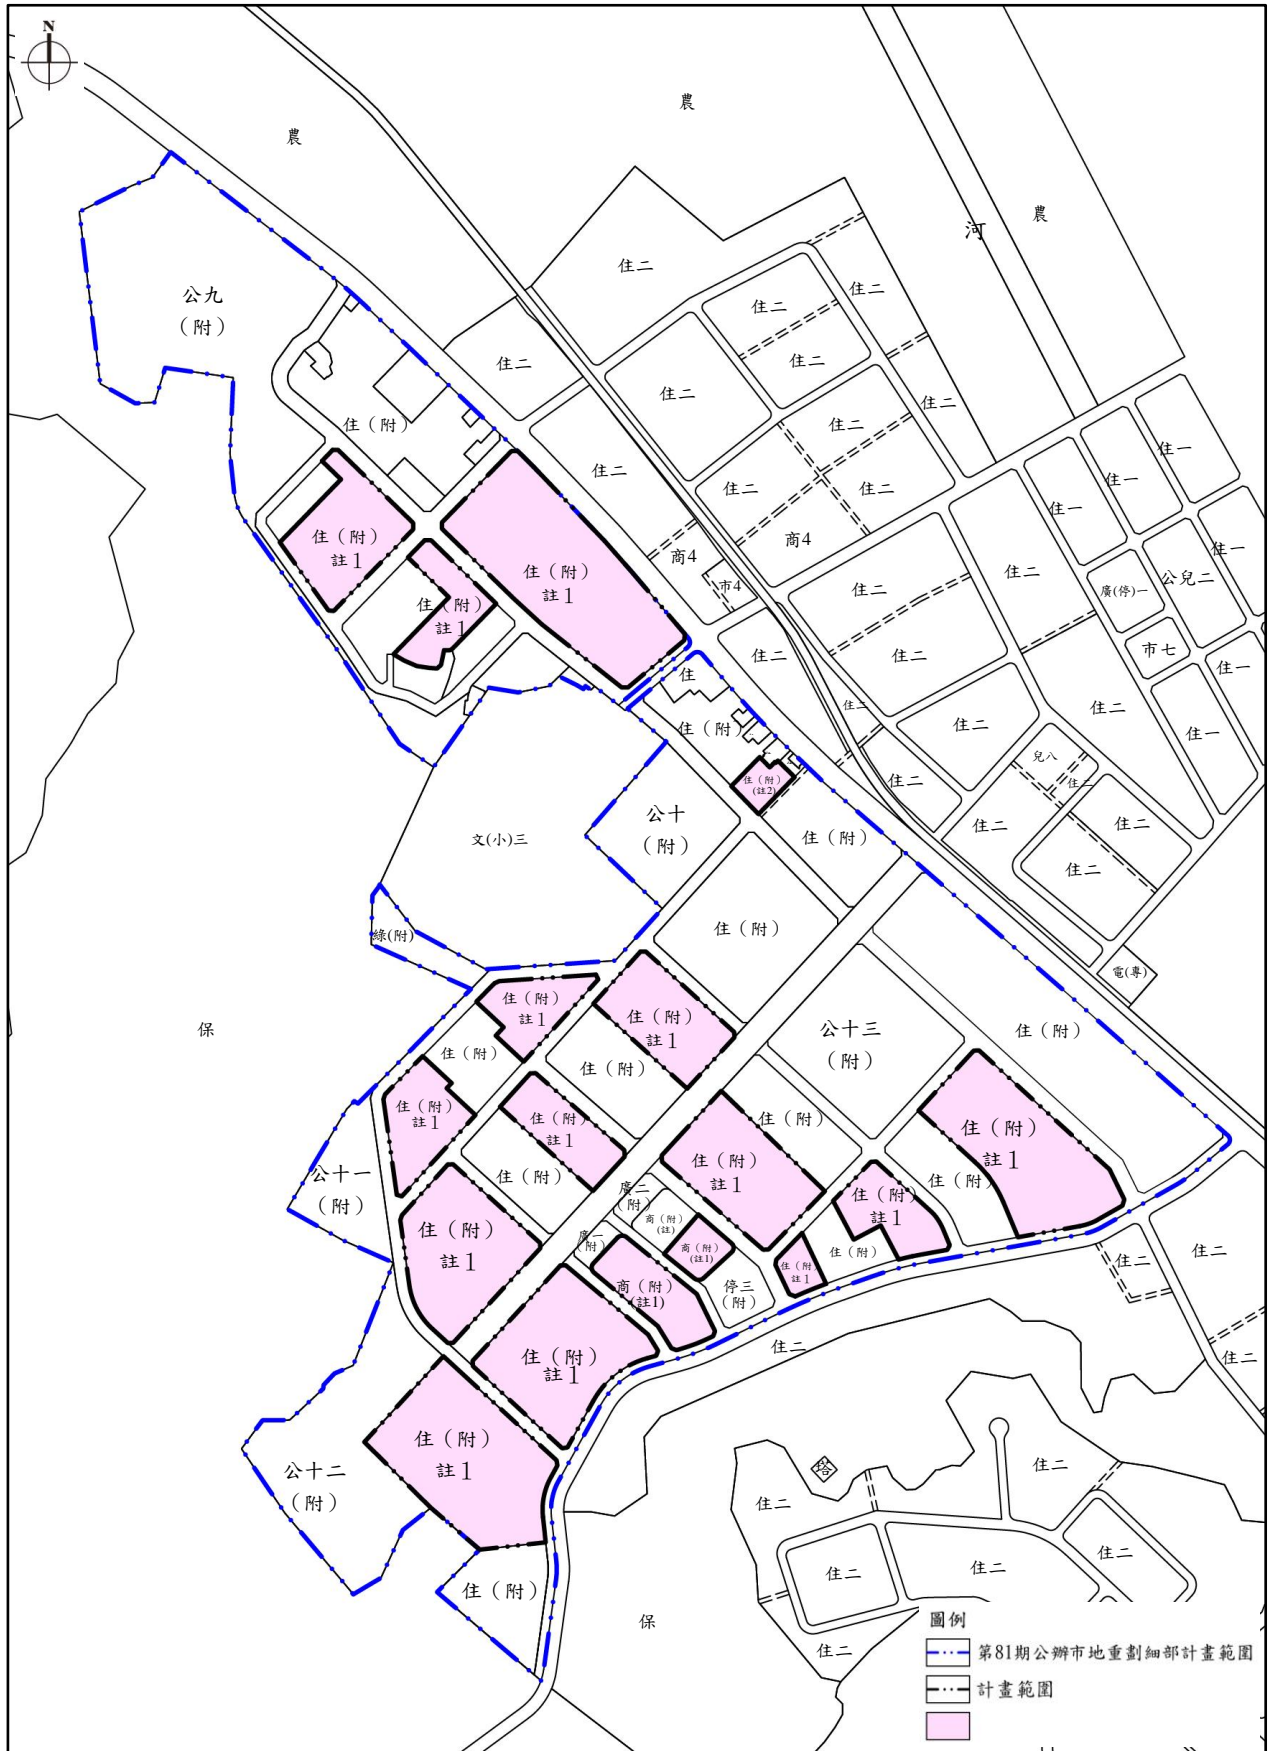 N
農
農
農
河
住二
住二
住二
公九
（附）
住二
住二
住二
住二
住二
住（附）
住二
住一
住二
住一
住二
住二
住一
住（附）
註1
商4
住一
住（附）
註1
商4
住二
公兒二
市4
住二
廣(停)一
住（附）
註1
市七
住二
住二
住一
住
住二
住二
住二
住一
住（附）
兒八
住（附）
(註2)
住二
住二
公十
（附）
住二
住二
文(小)三
住（附）
住二
綠(附)
住（附）
電(專)
住（附）
註1
住（附）
註1
保
公十三
（附）
住（附）
住（附）
住（附）
住（附）
註1
住（附）
註1
住（附）
住（附）
註1
住（附）
註1
公十一
（附）
住（附）
住（附）
廣二
(附)
住（附）
註1
商（附）
(註)
住（附）
註1
廣一
(附)
商（附）
(註1)
住（附）
住二
住二
住（附）
註1
商（附）
(註1)
停三
（附）
住（附）
註1
住二
住二
住（附）
註1
公十二
（附）
塔
住二
住二
住二
住二
住二
住（附）
保
住二
圖例
第81期公辦市地重劃細部計畫範圍
計畫範圍